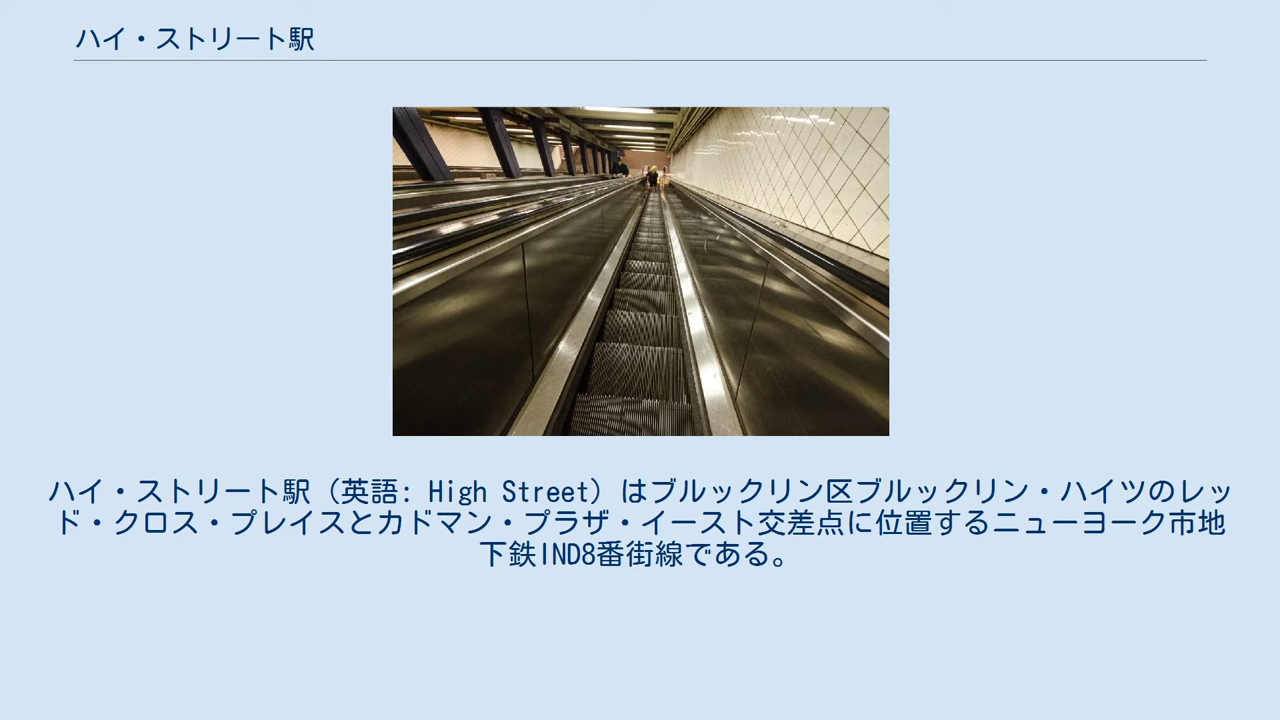 ハイ・ストリート駅
ハイ・ストリート駅（英語: High Street）はブルックリン区ブルックリン・ハイツのレッ
ド・クロス・プレイスとカドマン・プラザ・イースト交差点に位置するニューヨーク市地
下鉄IND8番街線である。